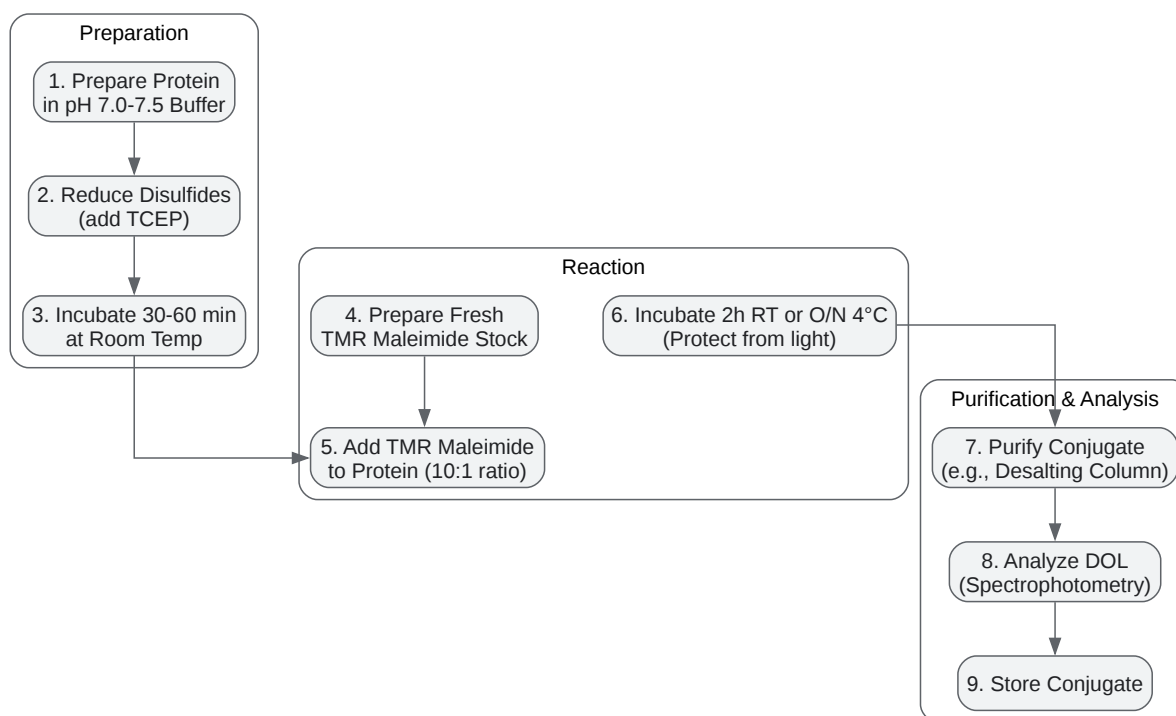 Preparation
1. Prepare Protein
in pH 7.0-7.5 Buffer
2. Reduce Disulfides
(add TCEP)
3. Incubate 30-60 min
at Room Temp
Reaction
4. Prepare Fresh
TMR Maleimide Stock
5. Add TMR Maleimide
to Protein (10:1 ratio)
6. Incubate 2h RT or O/N 4°C
(Protect from light)
Purification & Analysis
7. Purify Conjugate
(e.g., Desalting Column)
8. Analyze DOL
(Spectrophotometry)
9. Store Conjugate